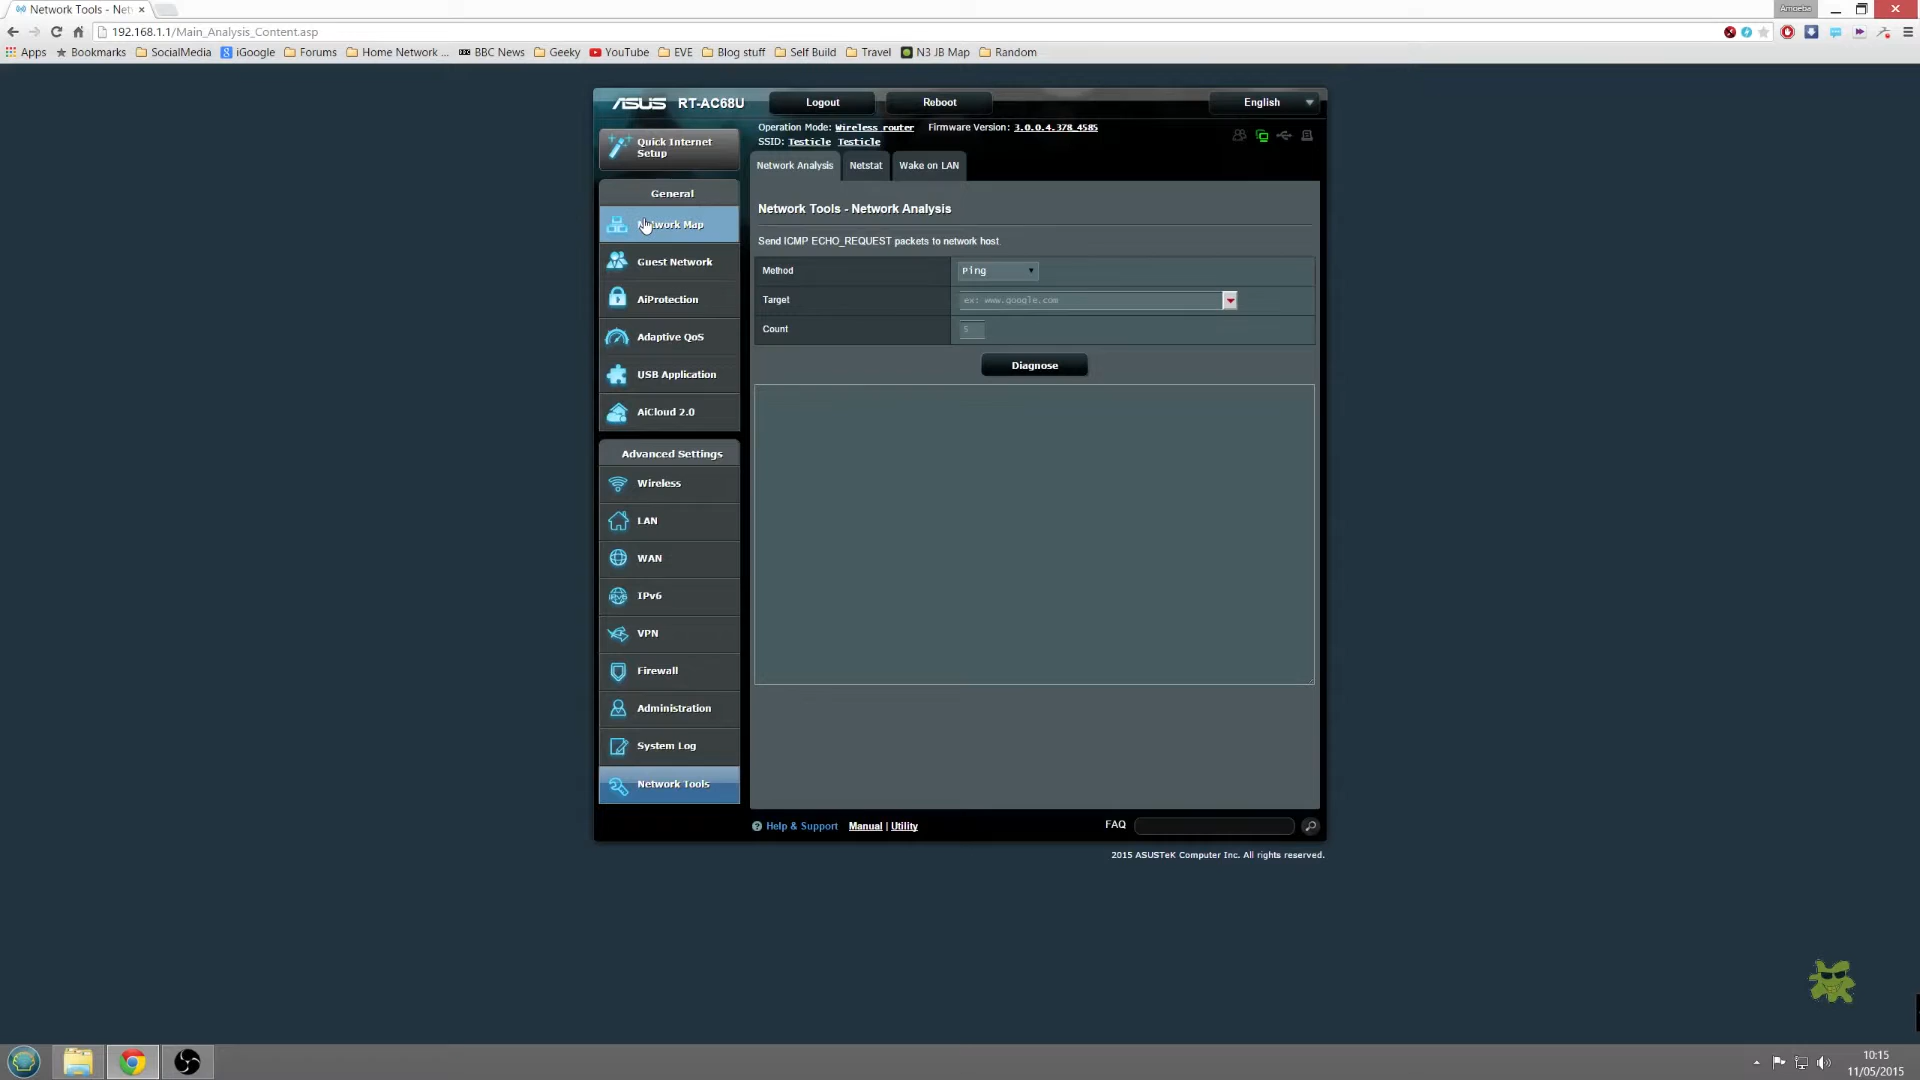 Network Tools - Net
Amoeba
192.168.1.1/Main_Analysis_Content.asp
Apps
Bookmarks
SocialMedia
iGoogle
Forums
Home Network ...
BBC News
Geeky
YouTube
EVE
Blog stuff
Self Build
Travel
N3 JB Map
Random
ASUS RT-AC68U
Logout
Reboot
English
Operation Mode: Wireless router Firmware Version: 3.0.0.4.378_4585
SSID: Testicle Testicle
Quick Internet
Setup
General
Network Map
Guest Network
AiProtection
Adaptive QoS
USB Application
AiCloud 2.0
Advanced Settings
Wireless
LAN
WAN
IPv6
VPN
Firewall
Administration
System Log
Network Tools
Network Analysis
Netstat
Wake on LAN
Network Tools - Network Analysis
Send ICMP ECHO_REQUEST packets to network host.
Method
Ping
Target
ex: www.google.com
Count
5
Diagnose
Help & Support
Manual | Utility
FAQ
2015 ASUSTeK Computer Inc. All rights reserved.
10:15
11/05/2015